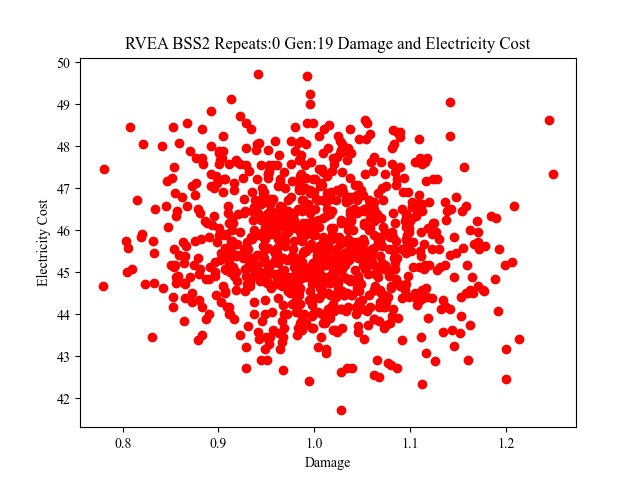 RVEA BSS2 Repeats:0 Gen:19 Damage and Electricity Cost
50
49
48
47
46
45
44
43
42
Electricity Cost
0.8 0.9 1.0 1.1 1.2
Damage